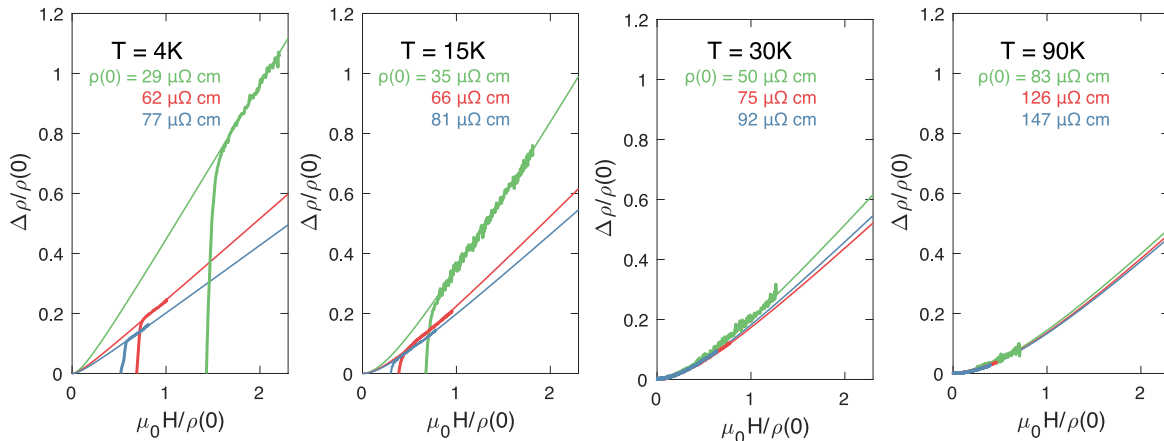 T = 4K
ρ(0) = 29 μΩ cm
62 μΩ cm
77 μΩ cm
1.2
1
0.8
0.6
0.4
0.2
0
Δρ/ρ(0)
0 1 2
μ₀H/ρ(0)
T = 15K
ρ(0) = 35 μΩ cm
66 μΩ cm
81 μΩ cm
1.2
1
0.8
0.6
0.4
0.2
0
Δρ/ρ(0)
0 1 2
μ₀H/ρ(0)
T = 30K
ρ(0) = 50 μΩ cm
75 μΩ cm
92 μΩ cm
1.2
1
0.8
0.6
0.4
0.2
0
Δρ/ρ(0)
0 1 2
μ₀H/ρ(0)
T = 90K
ρ(0) = 83 μΩ cm
126 μΩ cm
147 μΩ cm
1.2
1
0.8
0.6
0.4
0.2
0
Δρ/ρ(0)
0 1 2
μ₀H/ρ(0)